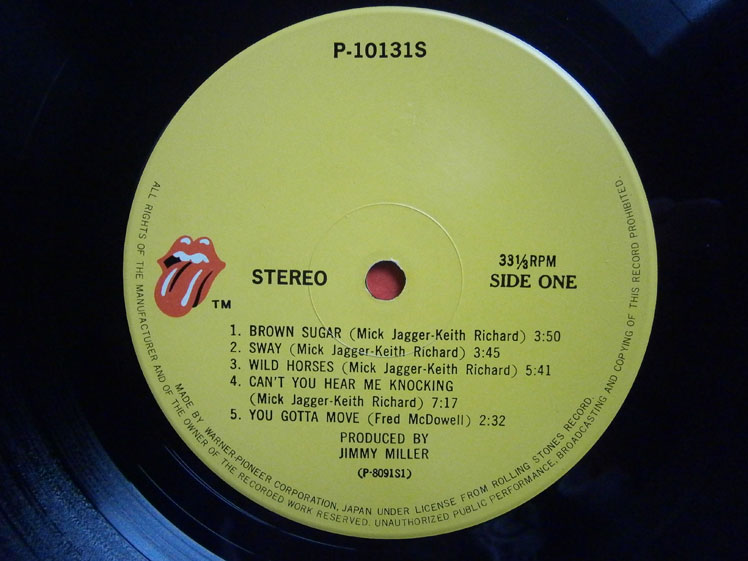 P-10131S
STEREO
33⅓RPM
SIDE ONE
TM
1. BROWN SUGAR (Mick Jagger-Keith Richard) 3:50
2. SWAY (Mick Jagger-Keith Richard) 3:45
3. WILD HORSES (Mick Jagger-Keith Richard) 5:41
4. CAN'T YOU HEAR ME KNOCKING
(Mick Jagger-Keith Richard) 7:17
5. YOU GOTTA MOVE (Fred McDowell) 2:32
PRODUCED BY
JIMMY MILLER
(P-8091S1)
MADE BY WARNER-PIONEER CORPORATION, JAPAN UNDER LICENSE FROM ROLLING STONES RECORD.
ALL RIGHTS OF THE MANUFACTURER AND OF THE OWNER OF THE RECORDED WORK RESERVED. UNAUTHORIZED PUBLIC PERFORMANCE, BROADCASTING AND COPYING OF THIS RECORD PROHIBITED.